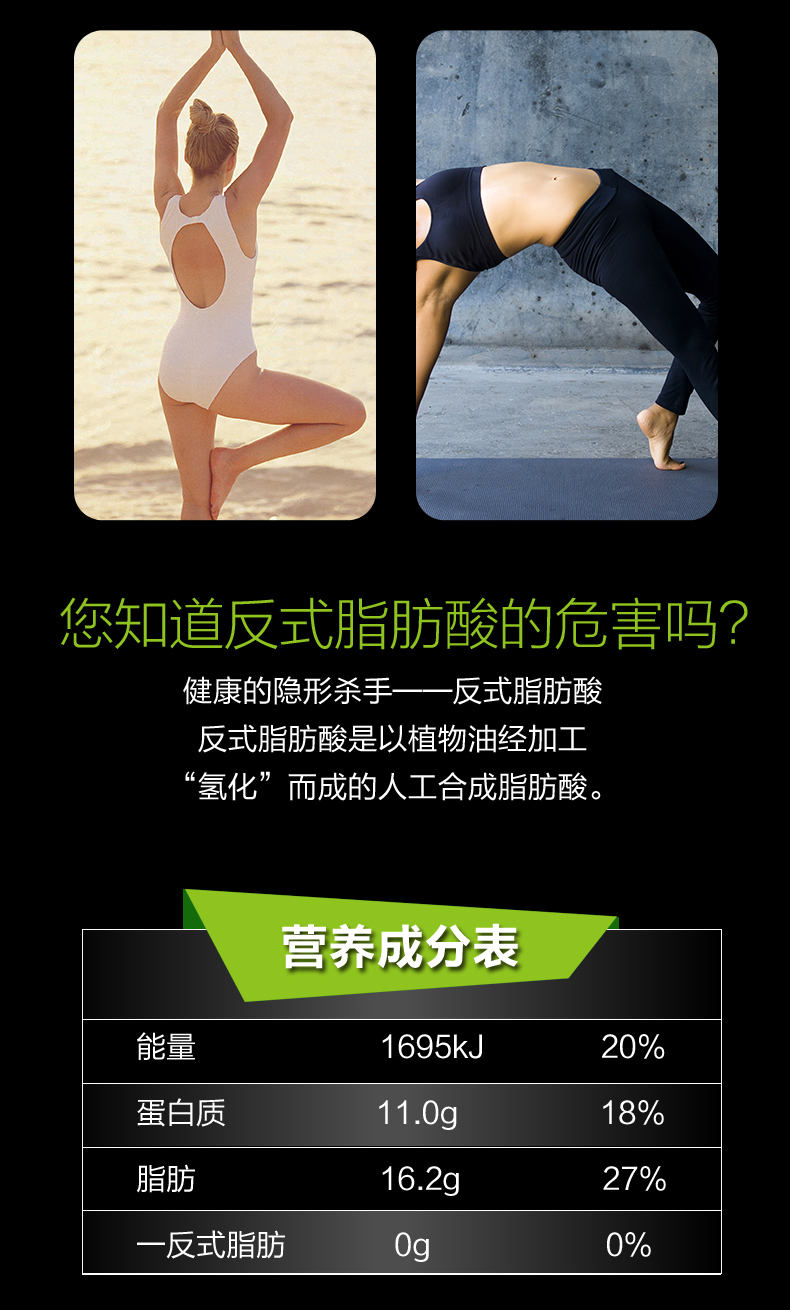 您知道反式脂肪酸的危害吗？
健康的隐形杀手——反式脂肪酸
反式脂肪酸是以植物油经加工
“氢化”而成的人工合成脂肪酸。
营养成分表
能量 1695kJ 20%
蛋白质 11.0g 18%
脂肪 16.2g 27%
一反式脂肪 0g 0%